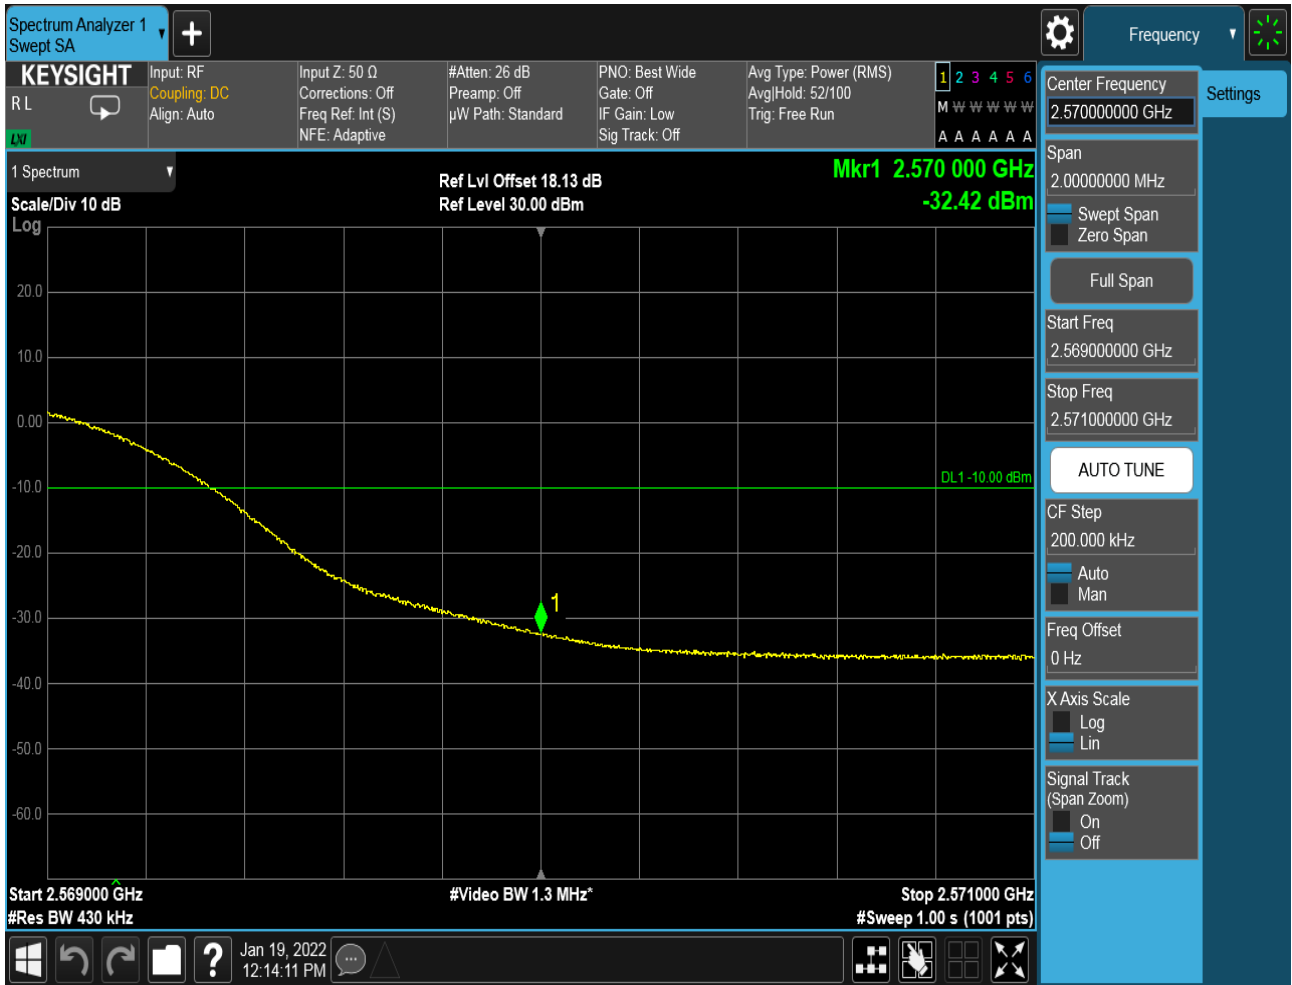 Spectrum Analyzer 1
Swept SA
Frequency
KEYSIGHT
R L
LXI
Input: RF
Coupling: DC
Align: Auto
Input Z: 50 Ω
Corrections: Off
Freq Ref: Int (S)
NFE: Adaptive
#Atten: 26 dB
Preamp: Off
µW Path: Standard
PNO: Best Wide
Gate: Off
IF Gain: Low
Sig Track: Off
Avg Type: Power (RMS)
Avg|Hold: 52/100
Trig: Free Run
1 2 3 4 5 6
M W W W W W
A A A A A A
1 Spectrum
Scale/Div 10 dB
Log
Ref Lvl Offset 18.13 dB
Ref Level 30.00 dBm
Mkr1 2.570 000 GHz
-32.42 dBm
20.0
10.0
0.00
-10.0
-20.0
-30.0
-40.0
-50.0
-60.0
DL1 -10.00 dBm
1
Start 2.569000 GHz
#Res BW 430 kHz
#Video BW 1.3 MHz*
Stop 2.571000 GHz
#Sweep 1.00 s (1001 pts)
?
Jan 19, 2022
12:14:11 PM
Center Frequency
2.570000000 GHz
Span
2.00000000 MHz
Swept Span
Zero Span
Full Span
Start Freq
2.569000000 GHz
Stop Freq
2.571000000 GHz
AUTO TUNE
CF Step
200.000 kHz
Auto
Man
Freq Offset
0 Hz
X Axis Scale
Log
Lin
Signal Track
(Span Zoom)
On
Off
Settings